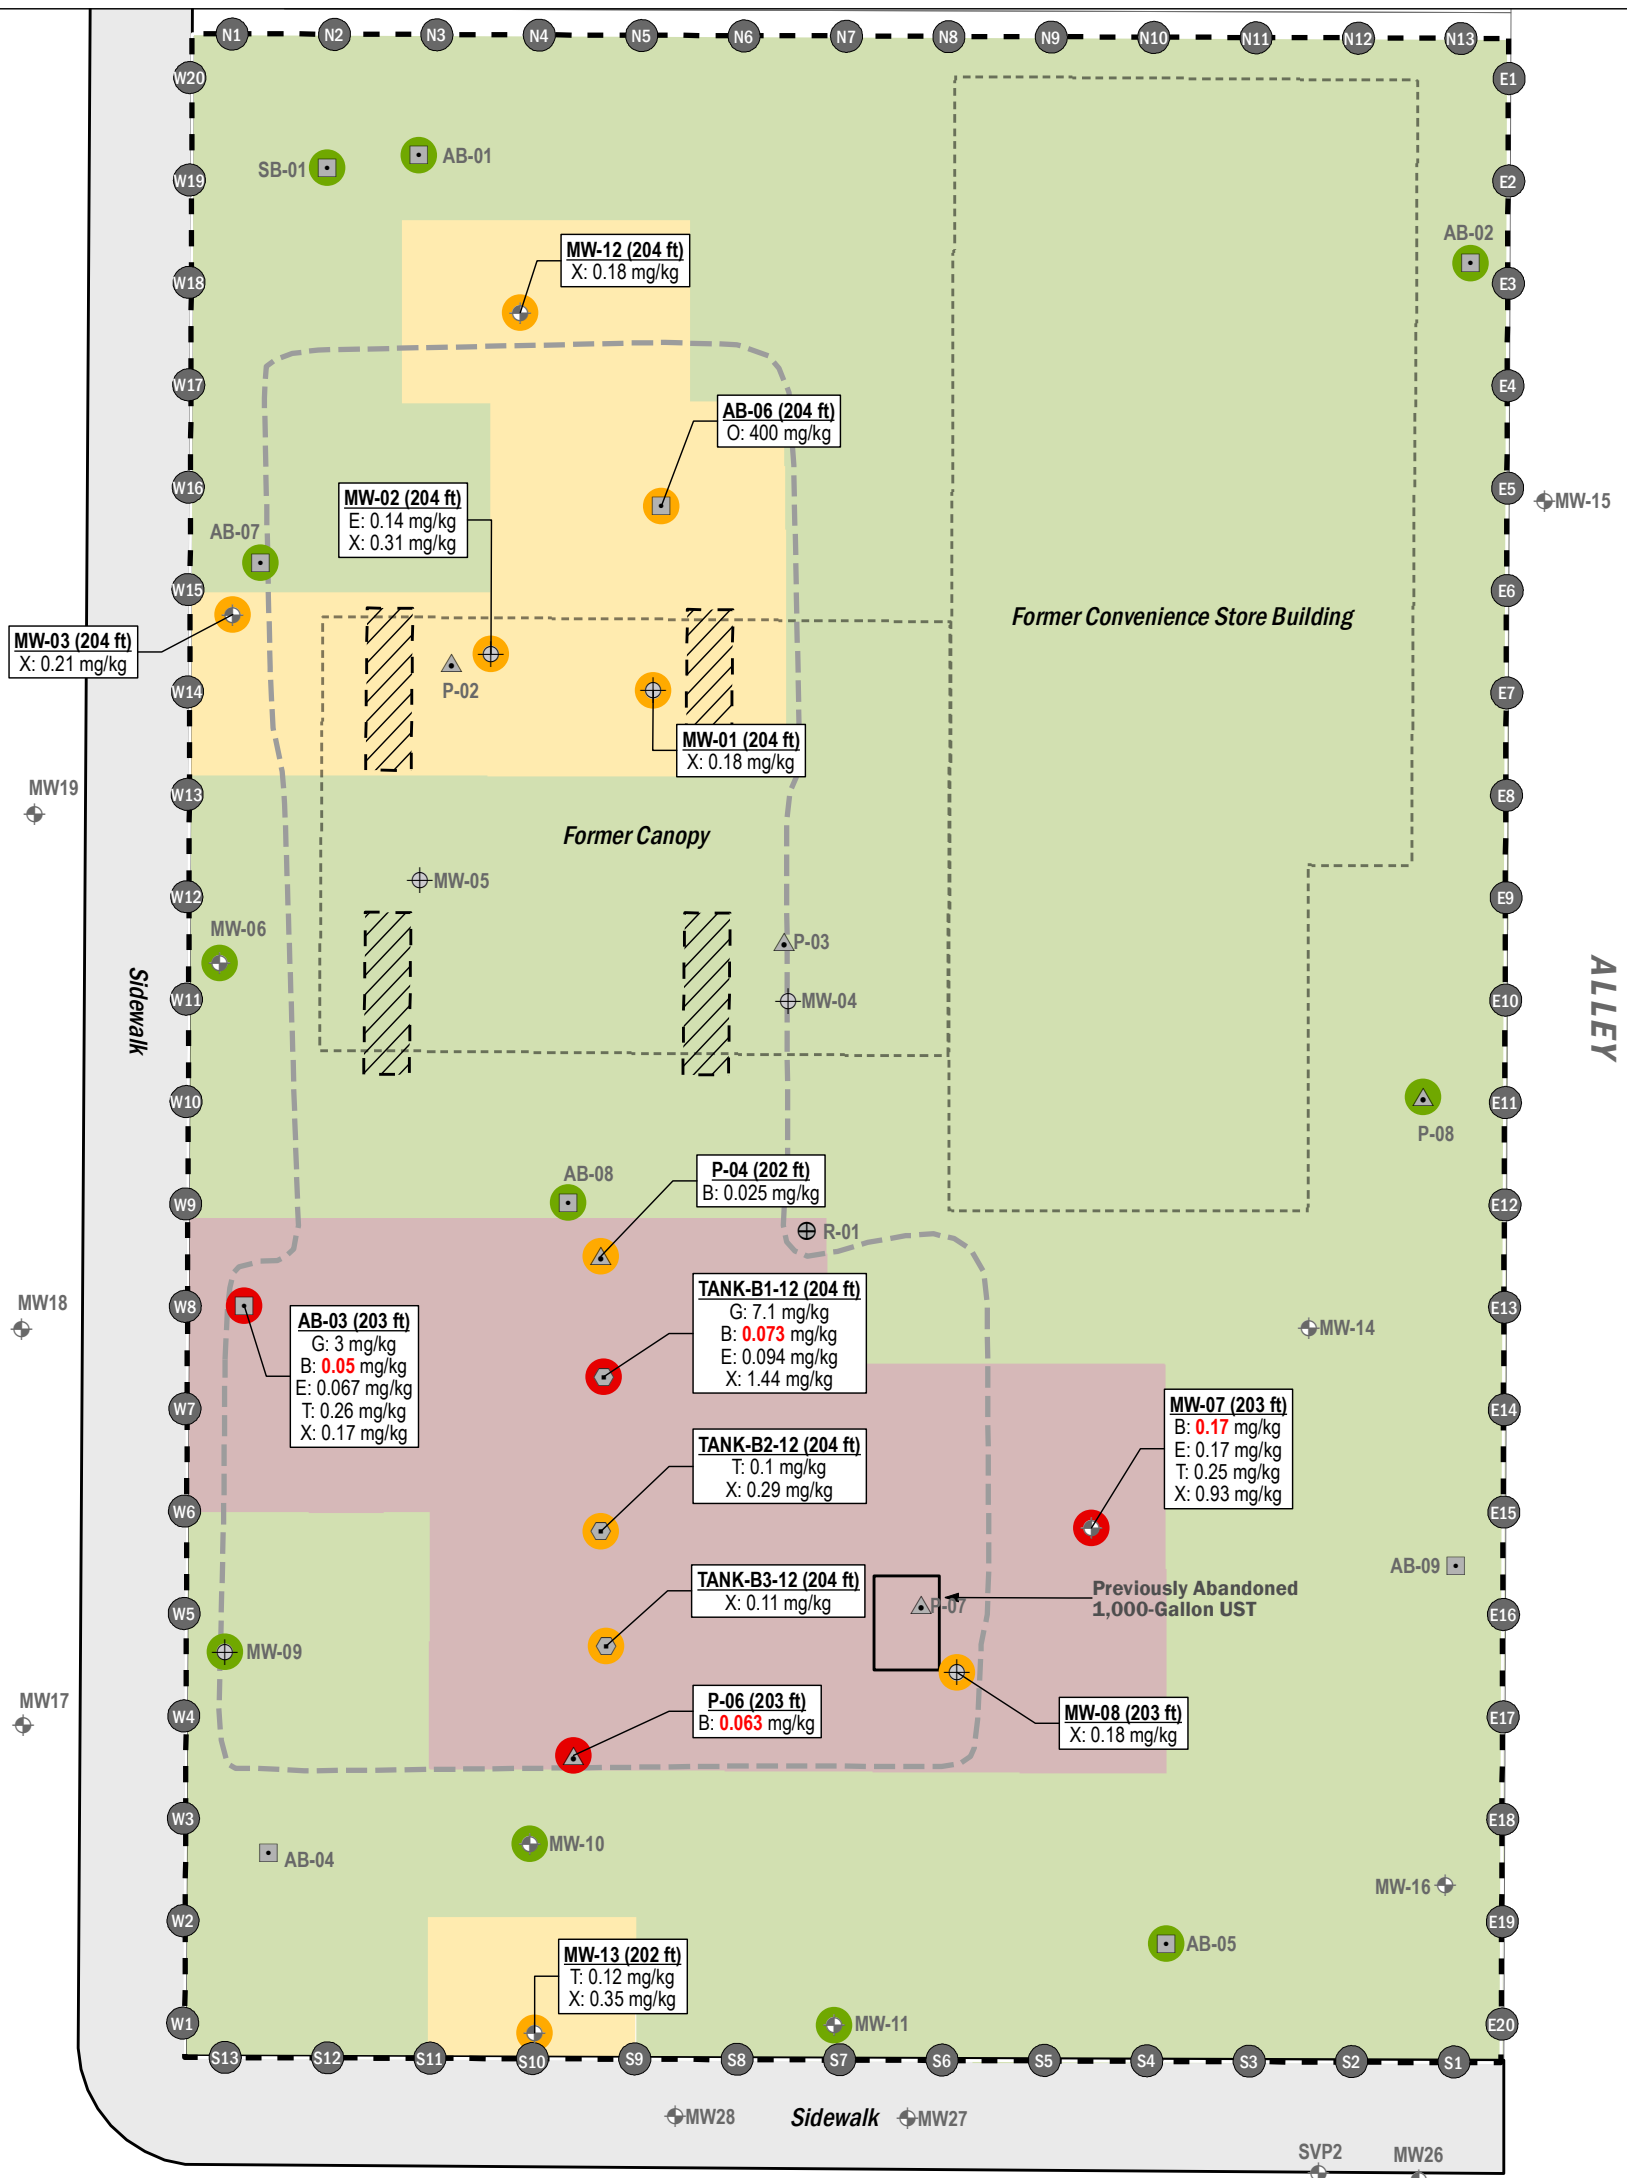 N1 N2 N3 N4 N5 N6 N7 N8 N9 N10 N11 N12 N13
W20
E1
SB-01
AB-01
W19
E2
AB-02
MW-12 (204 ft)
X: 0.18 mg/kg
W18
E3
W17
E4
AB-06 (204 ft)
O: 400 mg/kg
W16
E5
MW-15
MW-02 (204 ft)
E: 0.14 mg/kg
X: 0.31 mg/kg
AB-07
W15
E6
Former Convenience Store Building
MW-03 (204 ft)
X: 0.21 mg/kg
P-02
W14
E7
MW-01 (204 ft)
X: 0.18 mg/kg
MW19
W13
E8
Former Canopy
MW-05
W12
E9
MW-06
P-03
Sidewalk
W11
MW-04
E10
ALLEY
W10
E11
P-08
P-04 (202 ft)
B: 0.025 mg/kg
AB-08
W9
E12
R-01
MW18
W8
E13
MW-14
AB-03 (203 ft)
G: 3 mg/kg
B: 0.05 mg/kg
E: 0.067 mg/kg
T: 0.26 mg/kg
X: 0.17 mg/kg
TANK-B1-12 (204 ft)
G: 7.1 mg/kg
B: 0.073 mg/kg
E: 0.094 mg/kg
X: 1.44 mg/kg
W7
E14
MW-07 (203 ft)
B: 0.17 mg/kg
E: 0.17 mg/kg
T: 0.25 mg/kg
X: 0.93 mg/kg
TANK-B2-12 (204 ft)
T: 0.1 mg/kg
X: 0.29 mg/kg
W6
E15
AB-09
TANK-B3-12 (204 ft)
X: 0.11 mg/kg
P-07
Previously Abandoned
1,000-Gallon UST
W5
E16
MW-09
MW17
W4
E17
P-06 (203 ft)
B: 0.063 mg/kg
MW-08 (203 ft)
X: 0.18 mg/kg
W3
E18
AB-04
MW-10
MW-16
W2
E19
AB-05
MW-13 (202 ft)
T: 0.12 mg/kg
X: 0.35 mg/kg
W1
MW-11
E20
S13 S12 S11 S10 S9 S8 S7 S6 S5 S4 S3 S2 S1
MW28
Sidewalk
MW27
SVP2
MW26